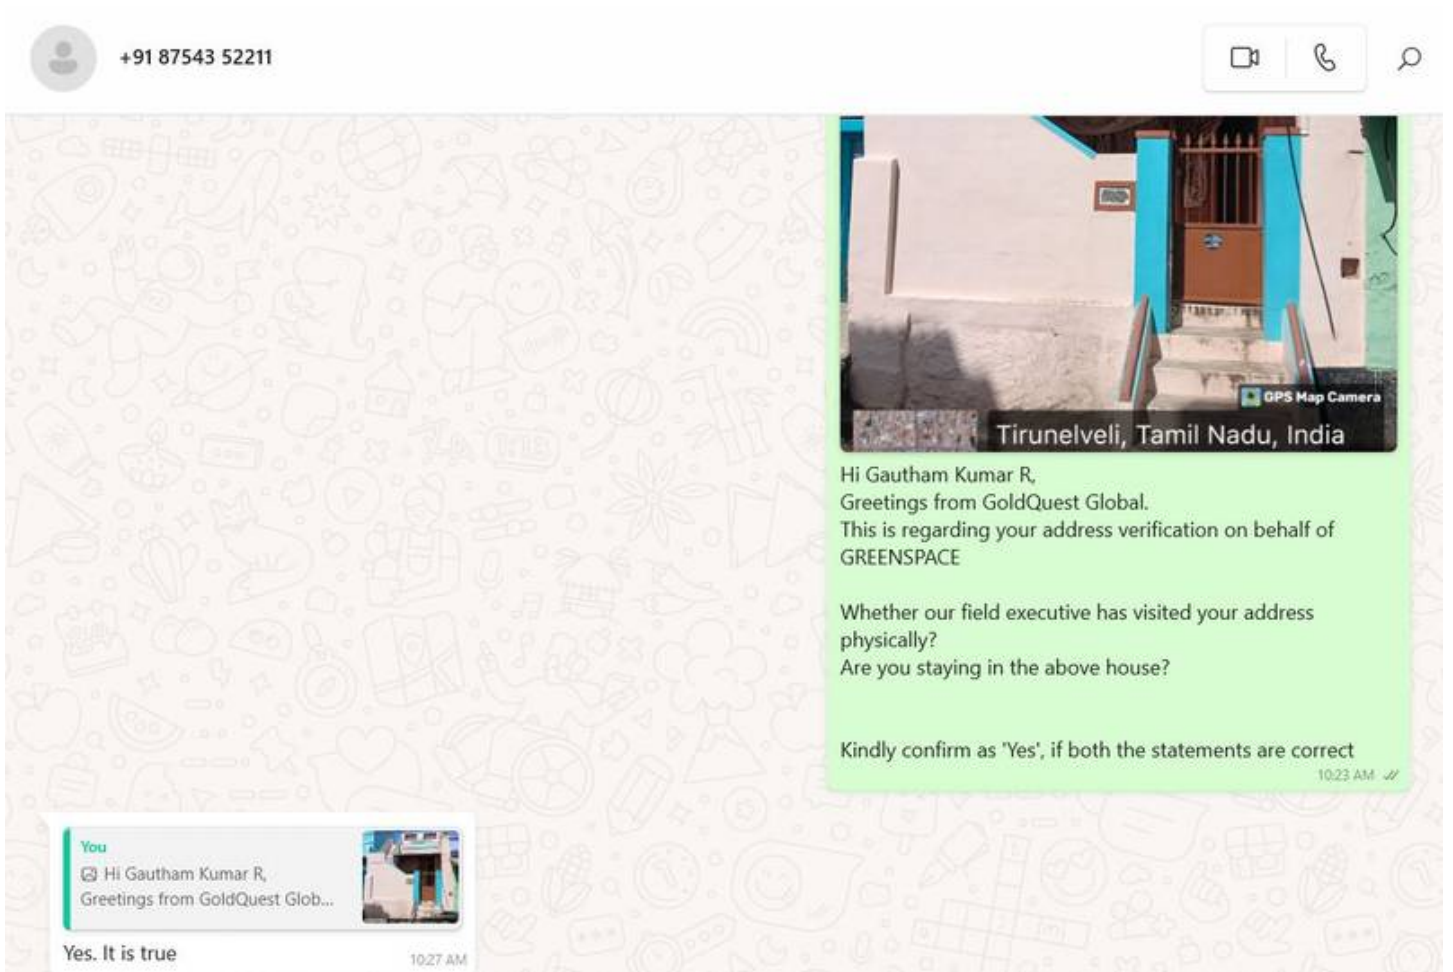 +91 87543 52211
GPS Map Camera
Tirunelveli, Tamil Nadu, India
Hi Gautham Kumar R,
Greetings from GoldQuest Global.
This is regarding your address verification on behalf of
GREENSPACE
Whether our field executive has visited your address
physically?
Are you staying in the above house?
Kindly confirm as 'Yes', if both the statements are correct
10:23 AM
You
Hi Gautham Kumar R,
Greetings from GoldQuest Glob...
Yes. It is true
10:27 AM